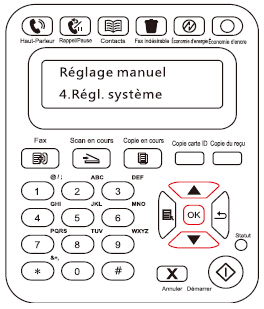 Haut-Parleur Rappel/Pause Contacts Fax Indésirable Économie d'energie Économie d'encre
Réglage manuel
4.Régl. système
Fax Scan en cours Copie en cours Copie carte ID Copie du reçu
@/: ABC DEF
1 2 3
GHI JKL MNO
4 5 6
OK
PQRS TUV WXYZ
7 8 9
Statut
&+,
* 0 #
X
Annuler Démarrer